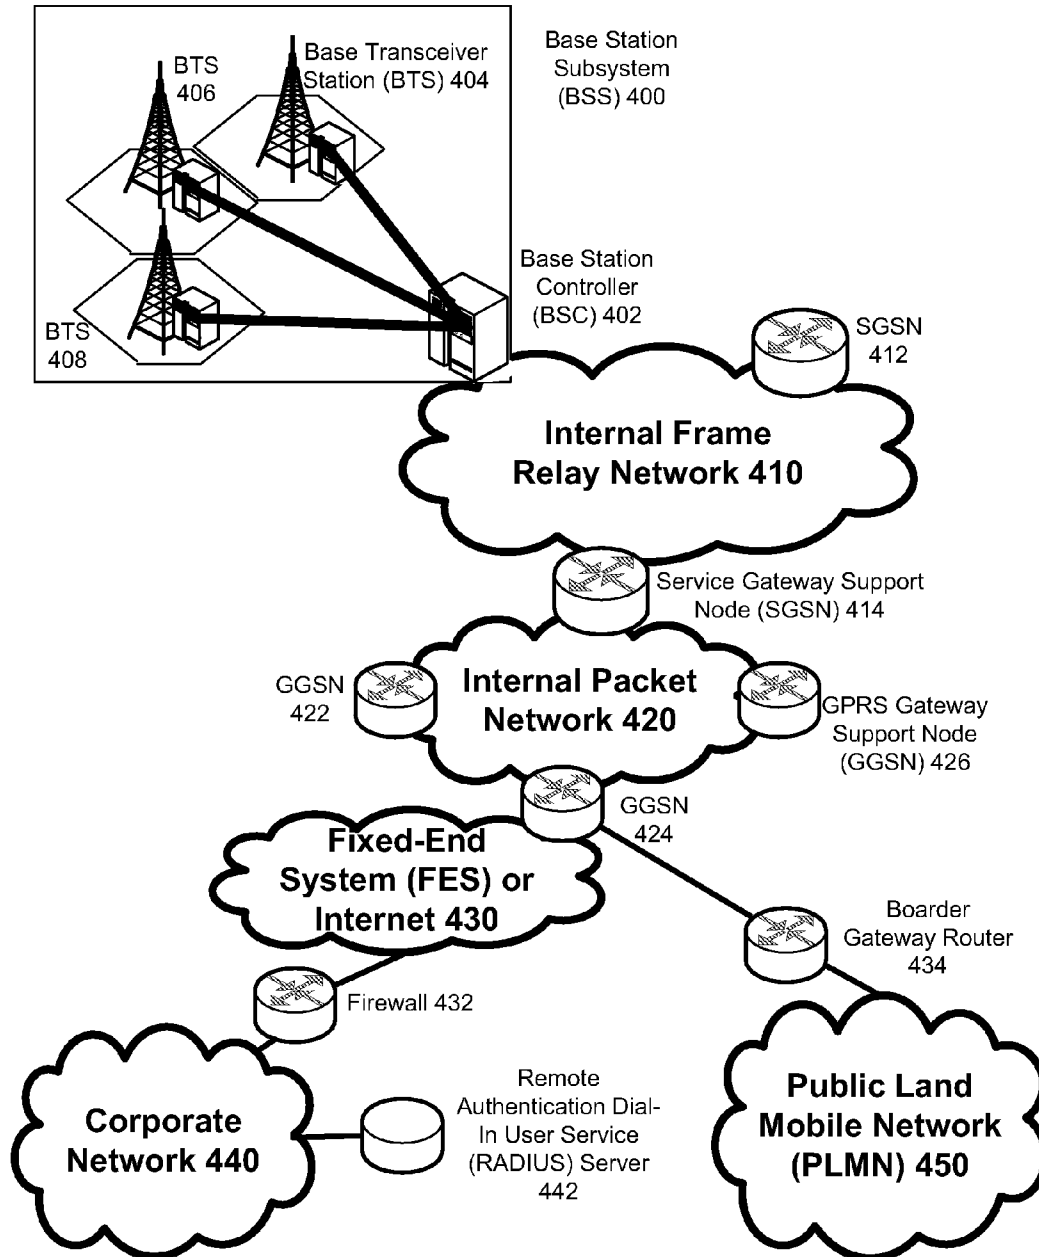 BTS
406
Base Transceiver
Station (BTS) 404
Base Station
Subsystem
(BSS) 400
BTS
408
Base Station
Controller
(BSC) 402
SGSN
412
Internal Frame
Relay Network 410
Service Gateway Support
Node (SGSN) 414
GGSN
422
Internal Packet
Network 420
GPRS Gateway
Support Node
(GGSN) 426
GGSN
424
Fixed-End
System (FES) or
Internet 430
Boarder
Gateway Router
434
Firewall 432
Corporate
Network 440
Remote
Authentication Dial-
In User Service
(RADIUS) Server
442
Public Land
Mobile Network
(PLMN) 450